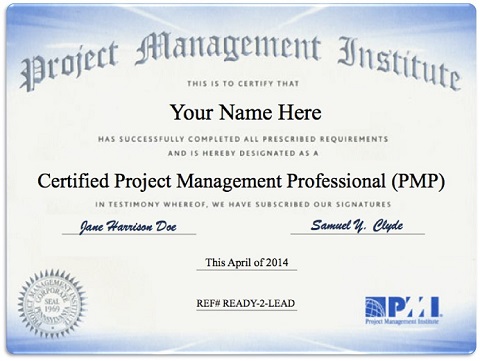 Project Management Institute
THIS IS TO CERTIFY THAT
Your Name Here
HAS SUCCESSFULLY COMPLETED ALL PRESCRIBED REQUIREMENTS
AND IS HEREBY DESIGNATED AS A
Certified Project Management Professional (PMP)
IN TESTIMONY WHEREOF, WE HAVE SUBSCRIBED OUR SIGNATURES
Jane Harrison Doe
Samuel Y. Clyde
This April of 2014
REF# READY-2-LEAD
PROJECT MANAGEMENT INSTITUTE
CORPORATE
SEAL
1969
PENNSYLVANIA
PMI
Project Management Institute